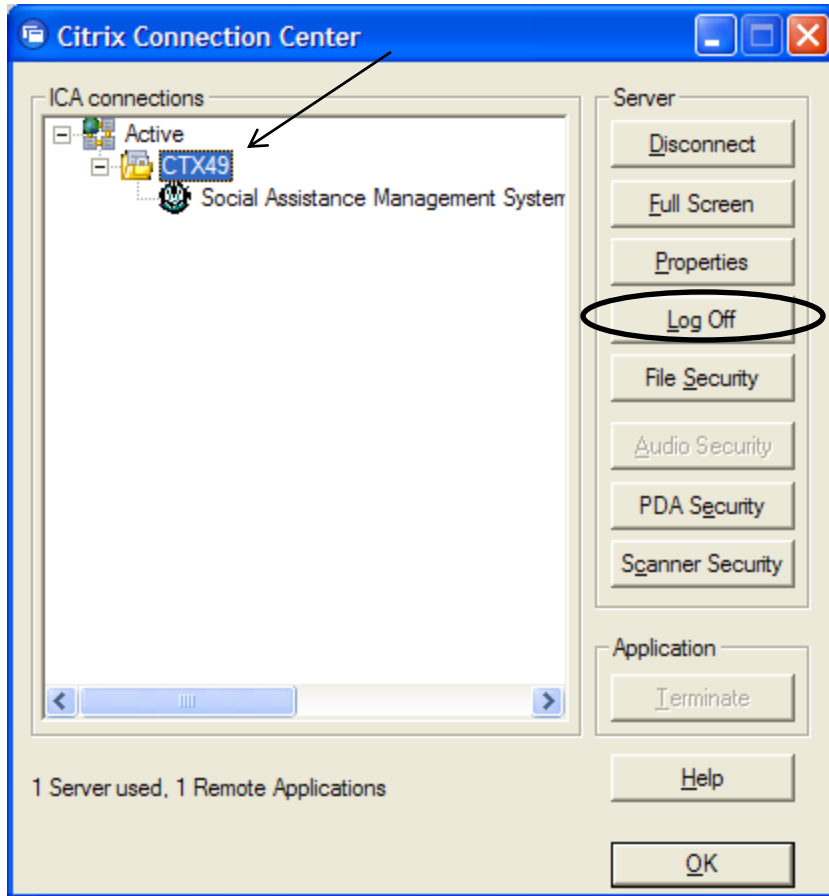 Citrix Connection Center
ICA connections
Active
CTX49
Social Assistance Management System
Server
Disconnect
Full Screen
Properties
Log Off
File Security
Audio Security
PDA Security
Scanner Security
Application
Terminate
1 Server used, 1 Remote Applications
Help
OK